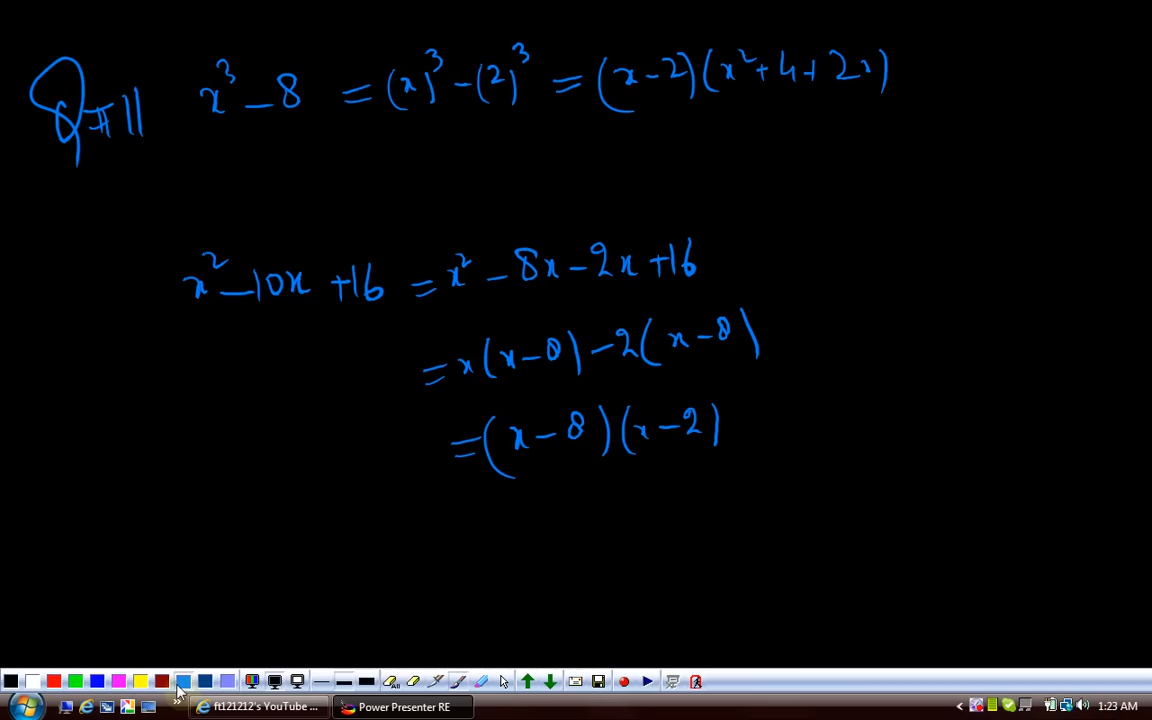 Q#11 x³ - 8 = (x)³ - (2)³ = (x-2)(x²+4+2x)
x² - 10x + 16 = x² - 8x - 2x + 16
= x(x-8) - 2(x-8)
= (x-8)(x-2)
All
»
ft121212's YouTube ...
Power Presenter RE
<
1:23 AM